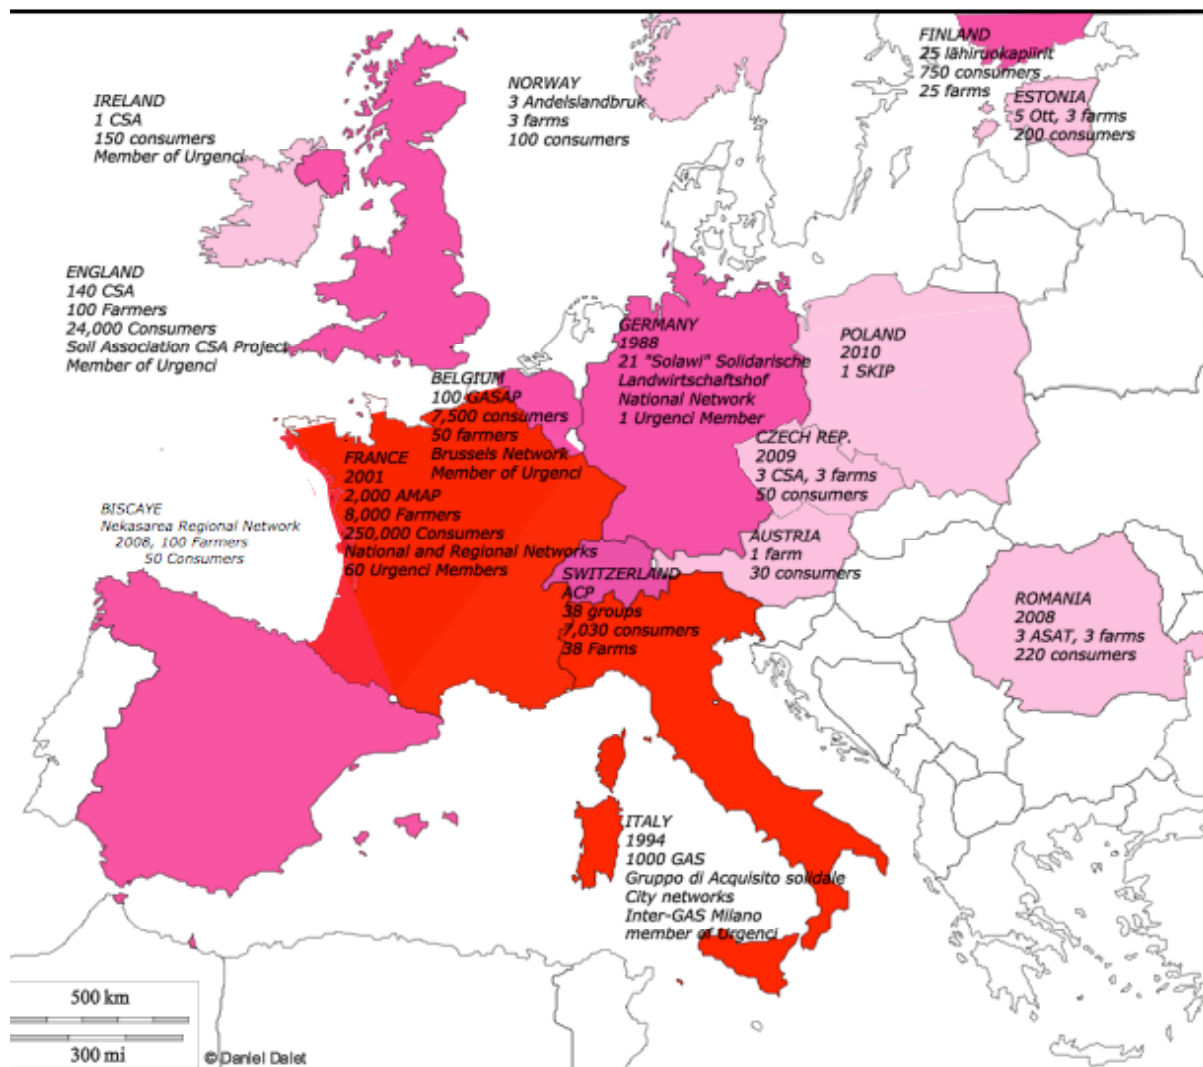 FINLAND
25 lähiruokapiirit
750 consumers
25 farms
NORWAY
3 Andelslandbruk
3 farms
100 consumers
IRELAND
1 CSA
150 consumers
Member of Urgenci
ESTONIA
5 Ott, 3 farms
200 consumers
ENGLAND
140 CSA
100 Farmers
24,000 Consumers
Soil Association CSA Project
Member of Urgenci
GERMANY
1988
21 "Solawi" Solidarische
Landwirtschaftshof
National Network
1 Urgenci Member
POLAND
2010
1 SKIP
BELGIUM
100 GASAP
7,500 consumers
50 farmers
Brussels Network
Member of Urgenci
CZECH REP.
2009
3 CSA, 3 farms
50 consumers
FRANCE
2001
2,000 AMAP
8,000 Farmers
250,000 Consumers
National and Regional Networks
60 Urgenci Members
BISCAYE
Nekasarea Regional Network
2008, 100 Farmers
50 Consumers
AUSTRIA
1 farm
30 consumers
SWITZERLAND
ACP
38 groups
7,030 consumers
38 Farms
ROMANIA
2008
3 ASAT, 3 farms
220 consumers
ITALY
1994
1000 GAS
Gruppo di Acquisito solidale
City networks
Inter-GAS Milano
member of Urgenci
500 km
300 mi
© Daniel Dalet